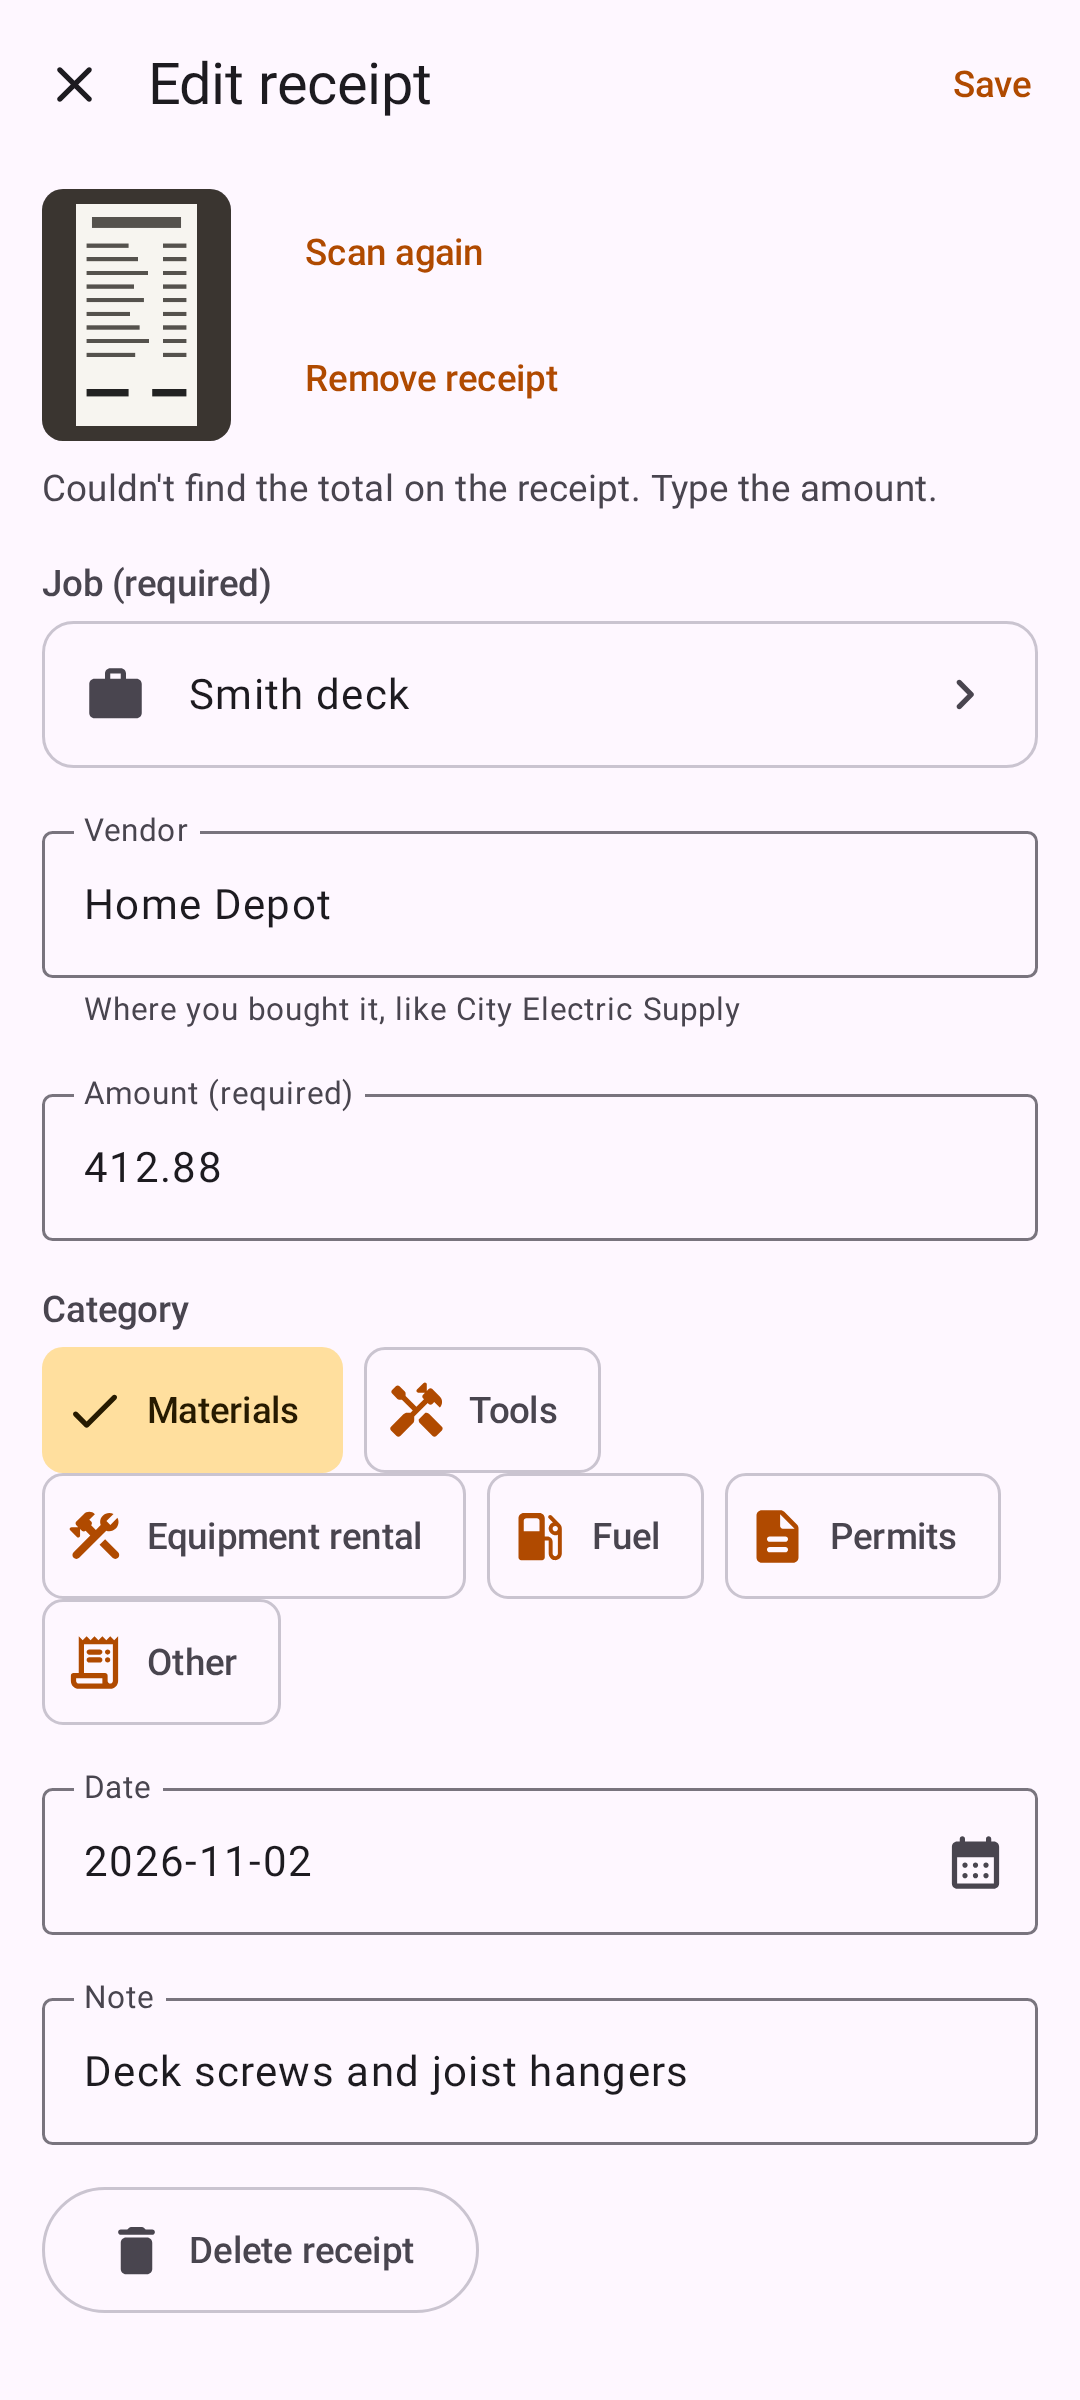 Edit receipt
Save
Scan again
Remove receipt
Couldn't find the total on the receipt. Type the amount.
Job (required)
Smith deck
Vendor
Home Depot
Where you bought it, like City Electric Supply
Amount (required)
412.88
Category
Materials
Tools
Equipment rental
Fuel
Permits
Other
Date
2026-11-02
Note
Deck screws and joist hangers
Delete receipt